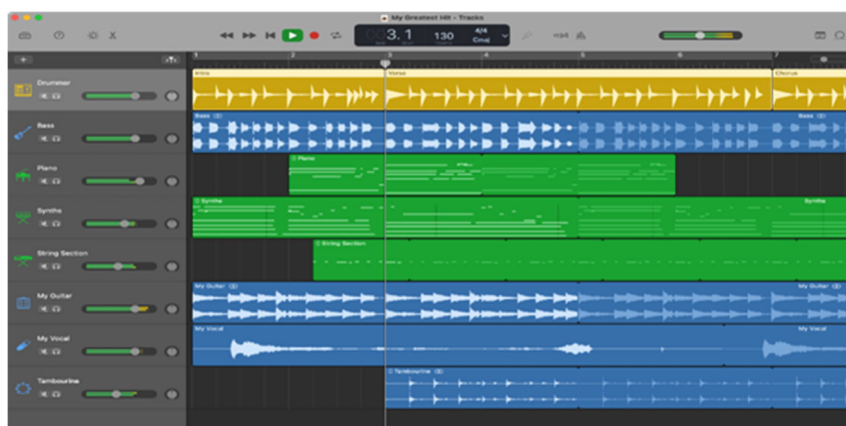 My Greatest Hit - Tracks
3. 1
130
TEMPO
4/4
Cmaj
1 2 3 4 5 6 7
Drummer
Intro
Verse
Chorus
Bass
Bass
Bass
Piano
Piano
Synths
Synths
Synths
String Section
String Section
My Guitar
My Guitar
My Guitar
My Vocal
My Vocal
My Vocal
Tambourine
Tambourine